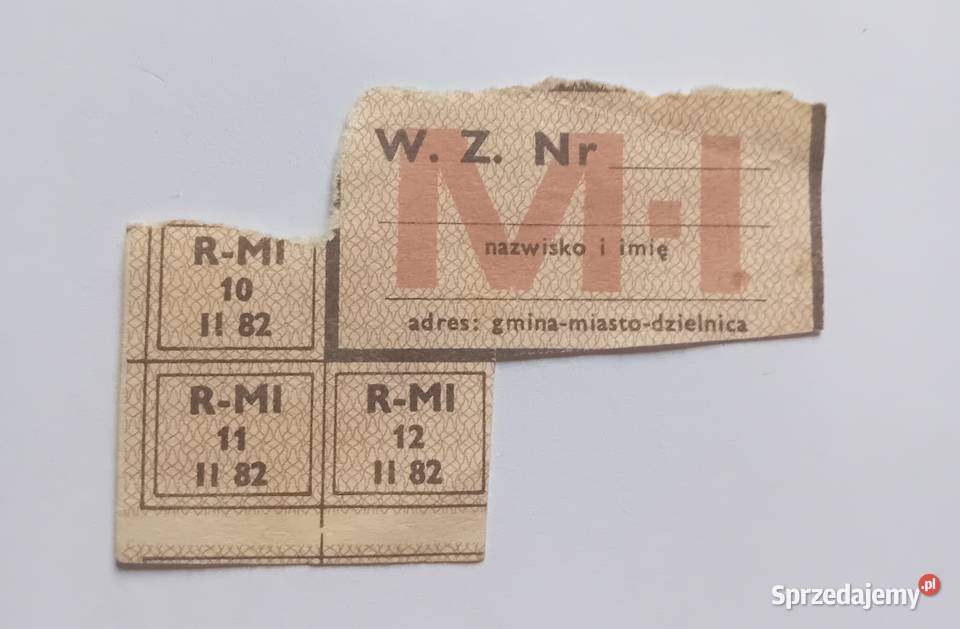 W. Z. Nr
M-I
nazwisko i imię
adres: gmina-miasto-dzielnica
R-MI
10
II 82
R-MI
11
II 82
R-MI
12
II 82
Sprzedajemy.pl